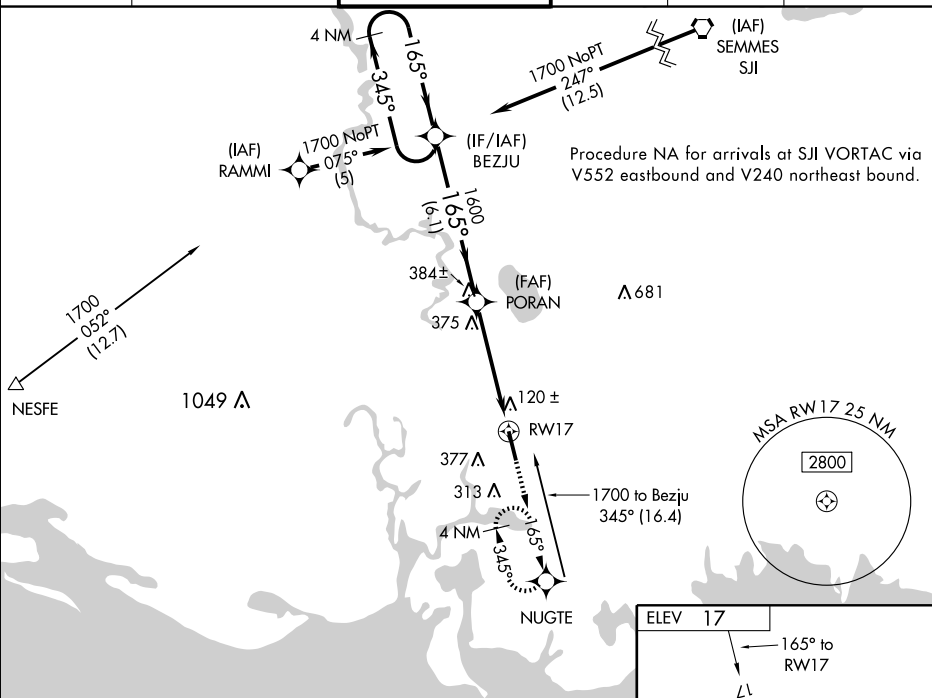 4 NM
165°
345°
(IAF)
SEMMES
SJI
1700 NoPT
247°
(12.5)
(IAF)
RAMMI
1700 NoPT
075°
(5)
(IF/IAF)
BEZJU
Procedure NA for arrivals at SJI VORTAC via
V552 eastbound and V240 northeast bound.
1600
165°
(6.1)
384±
(FAF)
PORAN
681
375
1700
052°
(12.7)
NESFE
1049
120 ±
RW17
377
313
1700 to Bezju
345° (16.4)
4 NM
165°
345°
NUGTE
MSA RW17 25 NM
2800
ELEV 17
165° to
RW17
17